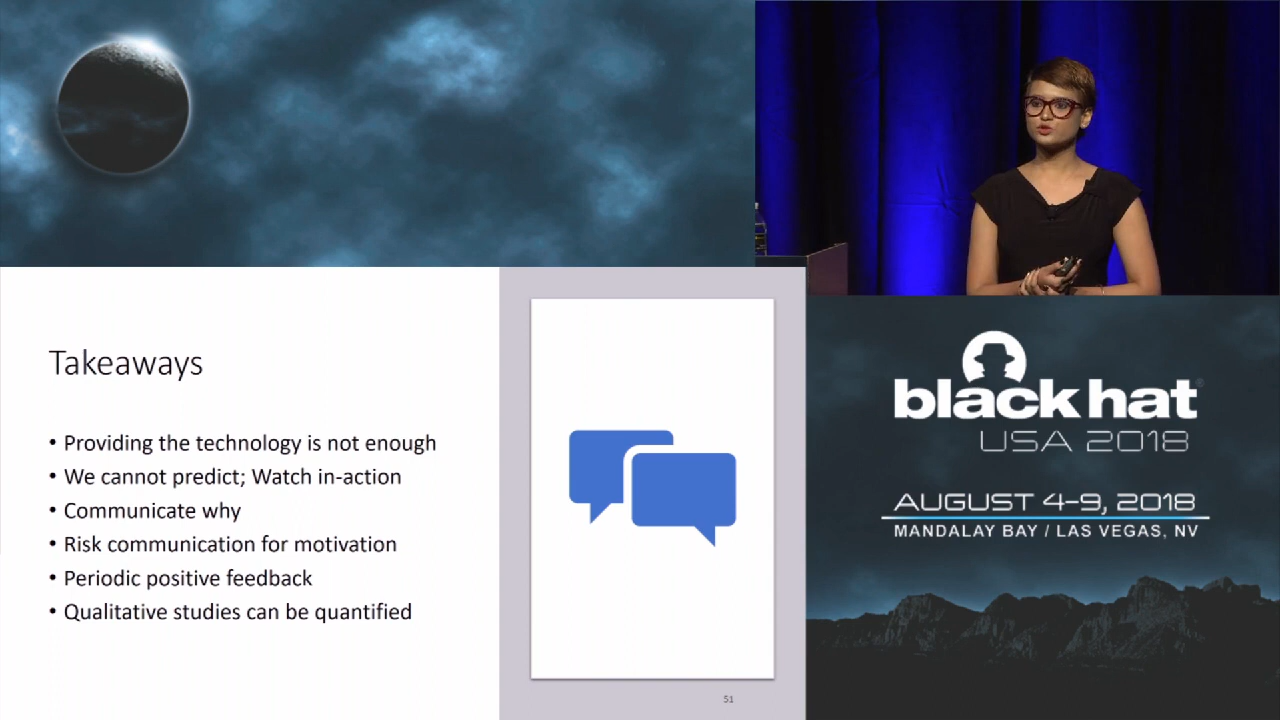 Takeaways
• Providing the technology is not enough
• We cannot predict; Watch in-action
• Communicate why
• Risk communication for motivation
• Periodic positive feedback
• Qualitative studies can be quantified
51
black hat
USA 2018
AUGUST 4-9, 2018
MANDALAY BAY / LAS VEGAS, NV